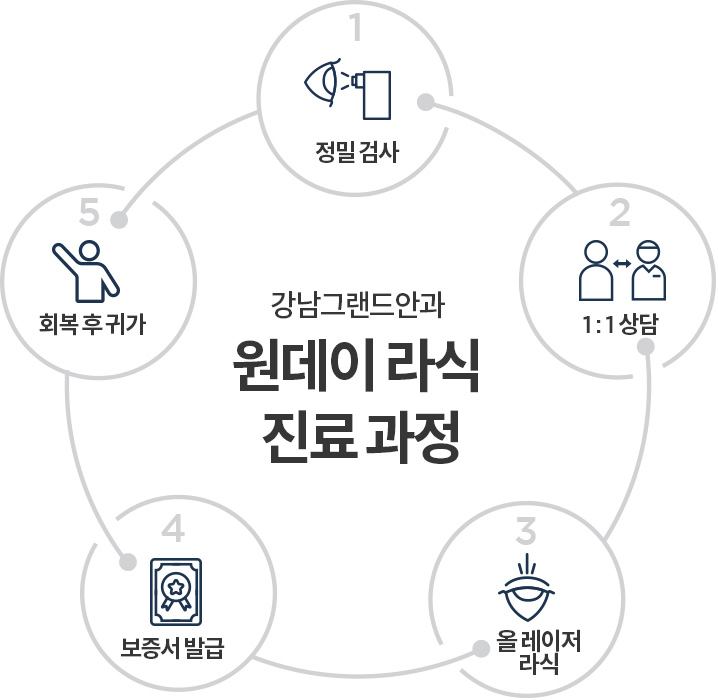 강남그랜드안과
원데이 라식
진료 과정
1
정밀 검사
2
1:1 상담
3
올 레이저
라식
4
보증서 발급
5
회복 후 귀가